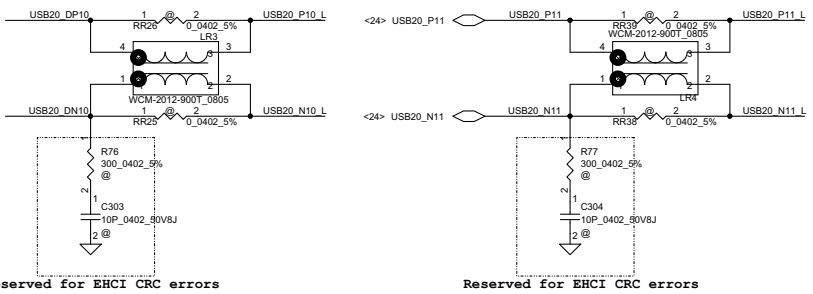 USB20_DP10 1 @ 2 USB20_P10_L
RR26 0_0402_5%
LR3
4 3
1 2
WCM-2012-900T_0805
USB20_DN10 1 @ 2 USB20_N10_L
RR25 0_0402_5%
1
R76
300_0402_5%
@
2
1
C303
10P_0402_50V8J
2 @
served for EHCI CRC errors
<24> USB20_P11 USB20_P11 1 @ 2 USB20_P11_L
RR39 0_0402_5%
WCM-2012-900T_0805
4 3
1 2
LR4
<24> USB20_N11 USB20_N11 1 @ 2 USB20_N11_L
RR38 0_0402_5%
1
R77
300_0402_5%
@
2
1
C304
10P_0402_50V8J
2 @
Reserved for EHCI CRC errors